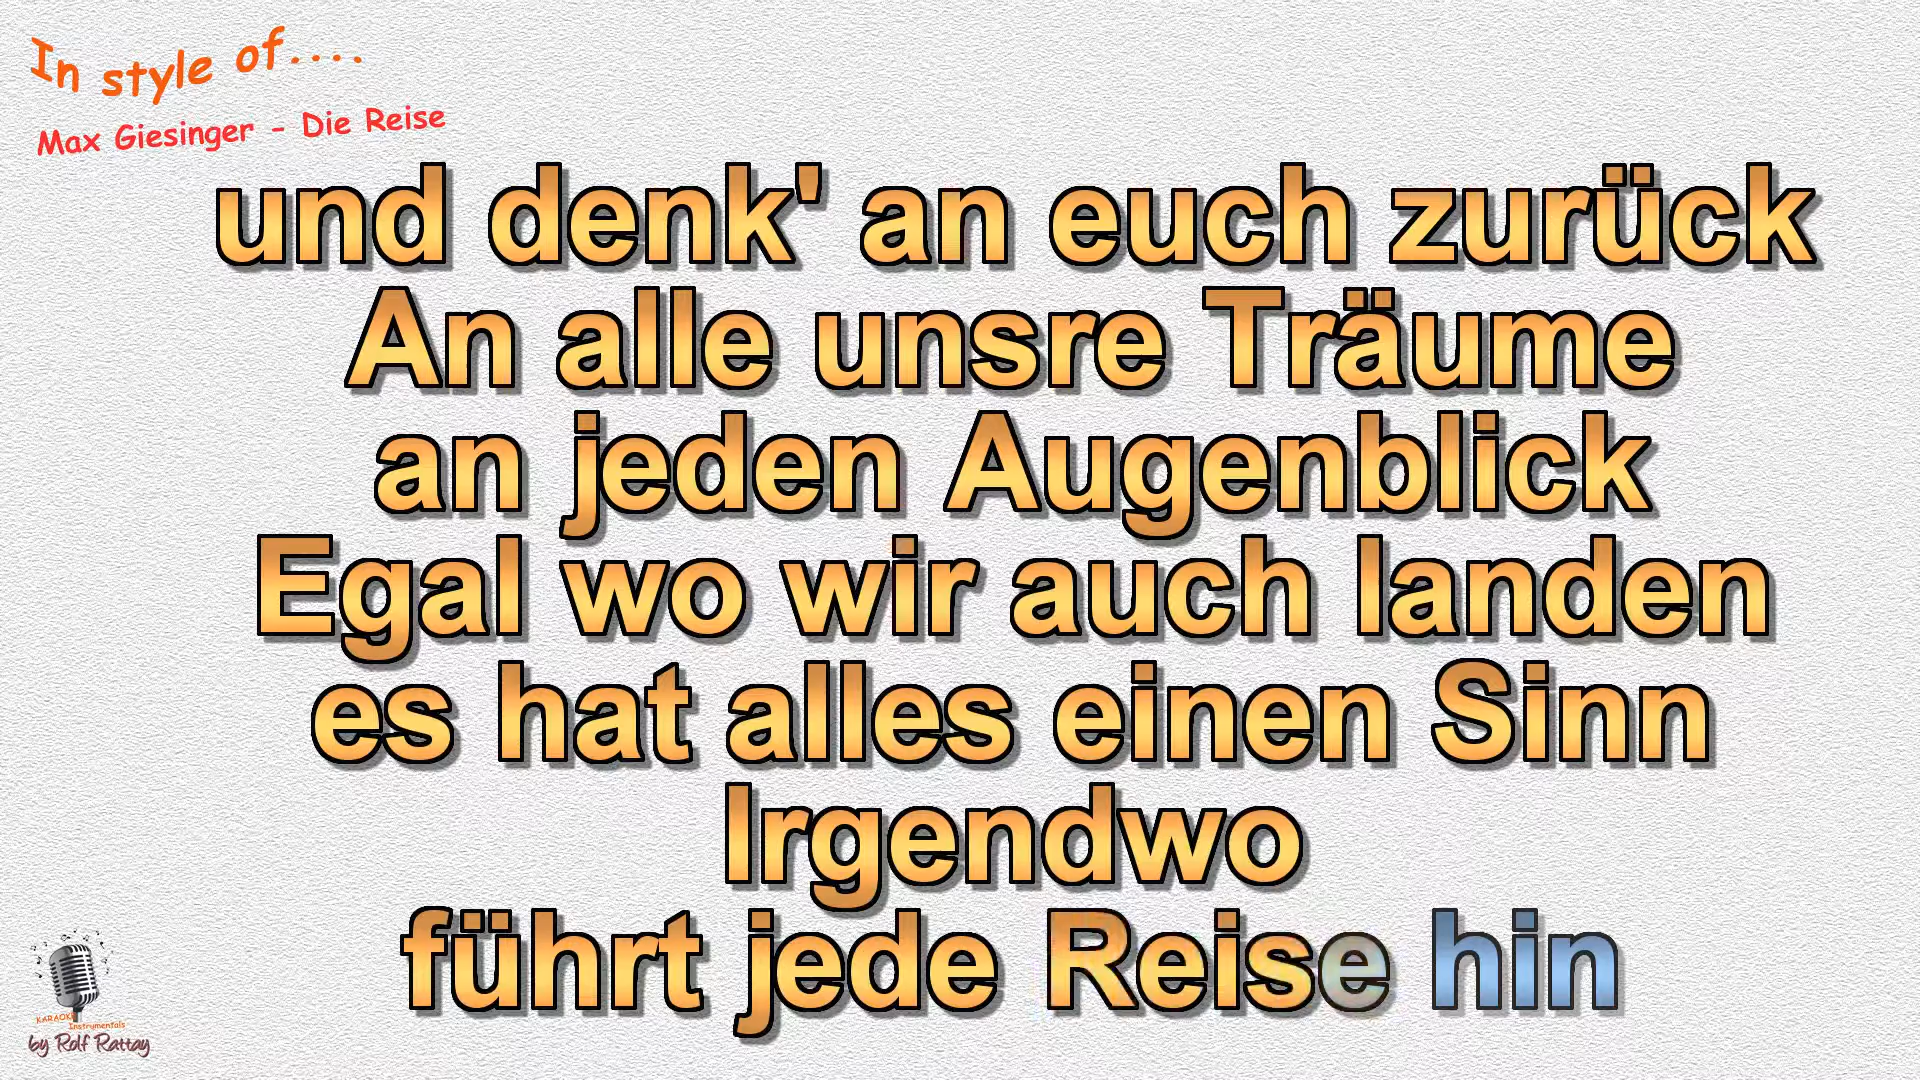 In style of....
Max Giesinger - Die Reise
und denk' an euch zurück
An alle unsre Träume
an jeden Augenblick
Egal wo wir auch landen
es hat alles einen Sinn
Irgendwo
führt jede Reise hin
KARAOKE
Instrumentals
by Rolf Rattay